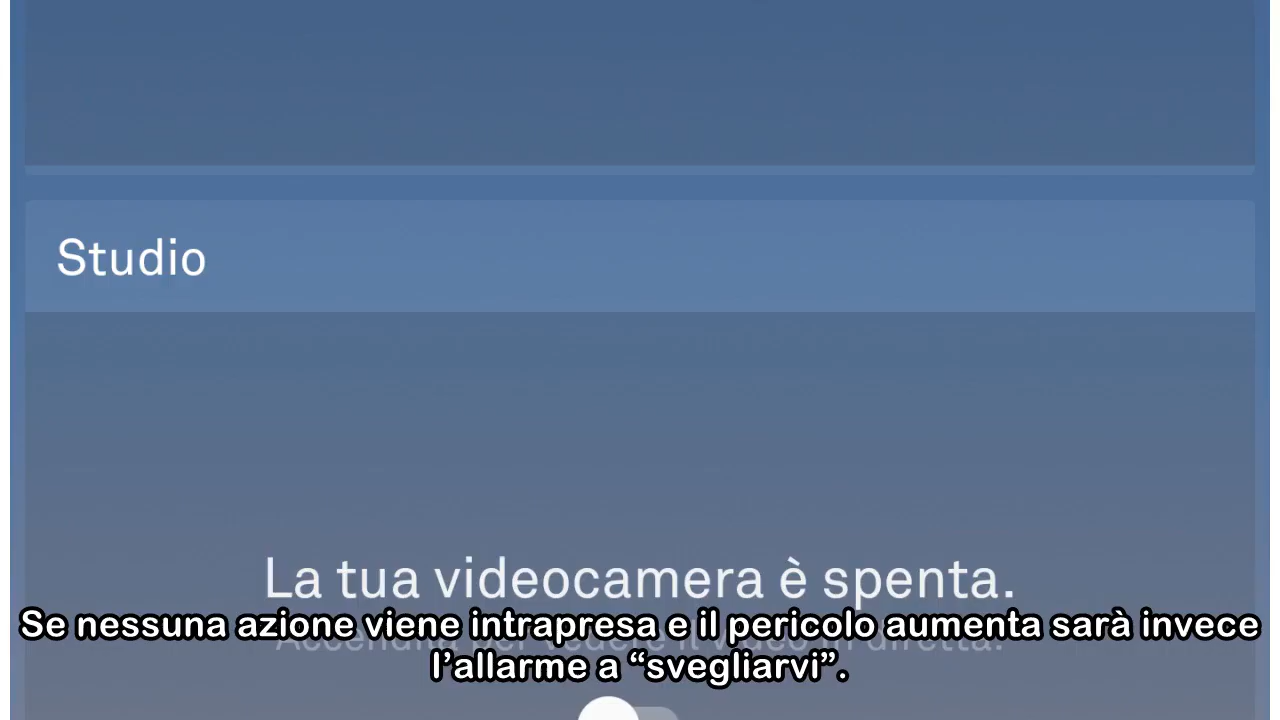 Studio
La tua videocamera è spenta.
Se nessuna azione viene intrapresa e il pericolo aumenta sarà invece
l’allarme a “svegliarvi”.